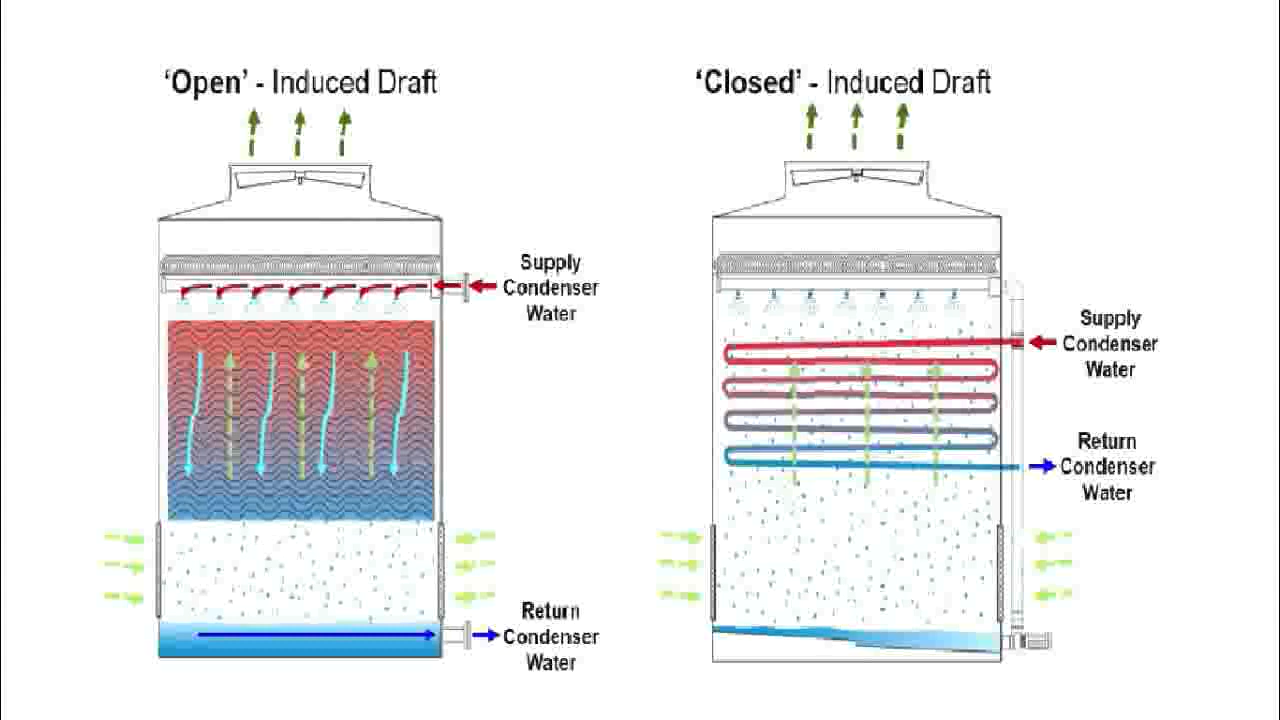 ‘Open’ - Induced Draft
‘Closed’ - Induced Draft
Supply
Condenser
Water
Return
Condenser
Water
Supply
Condenser
Water
Return
Condenser
Water